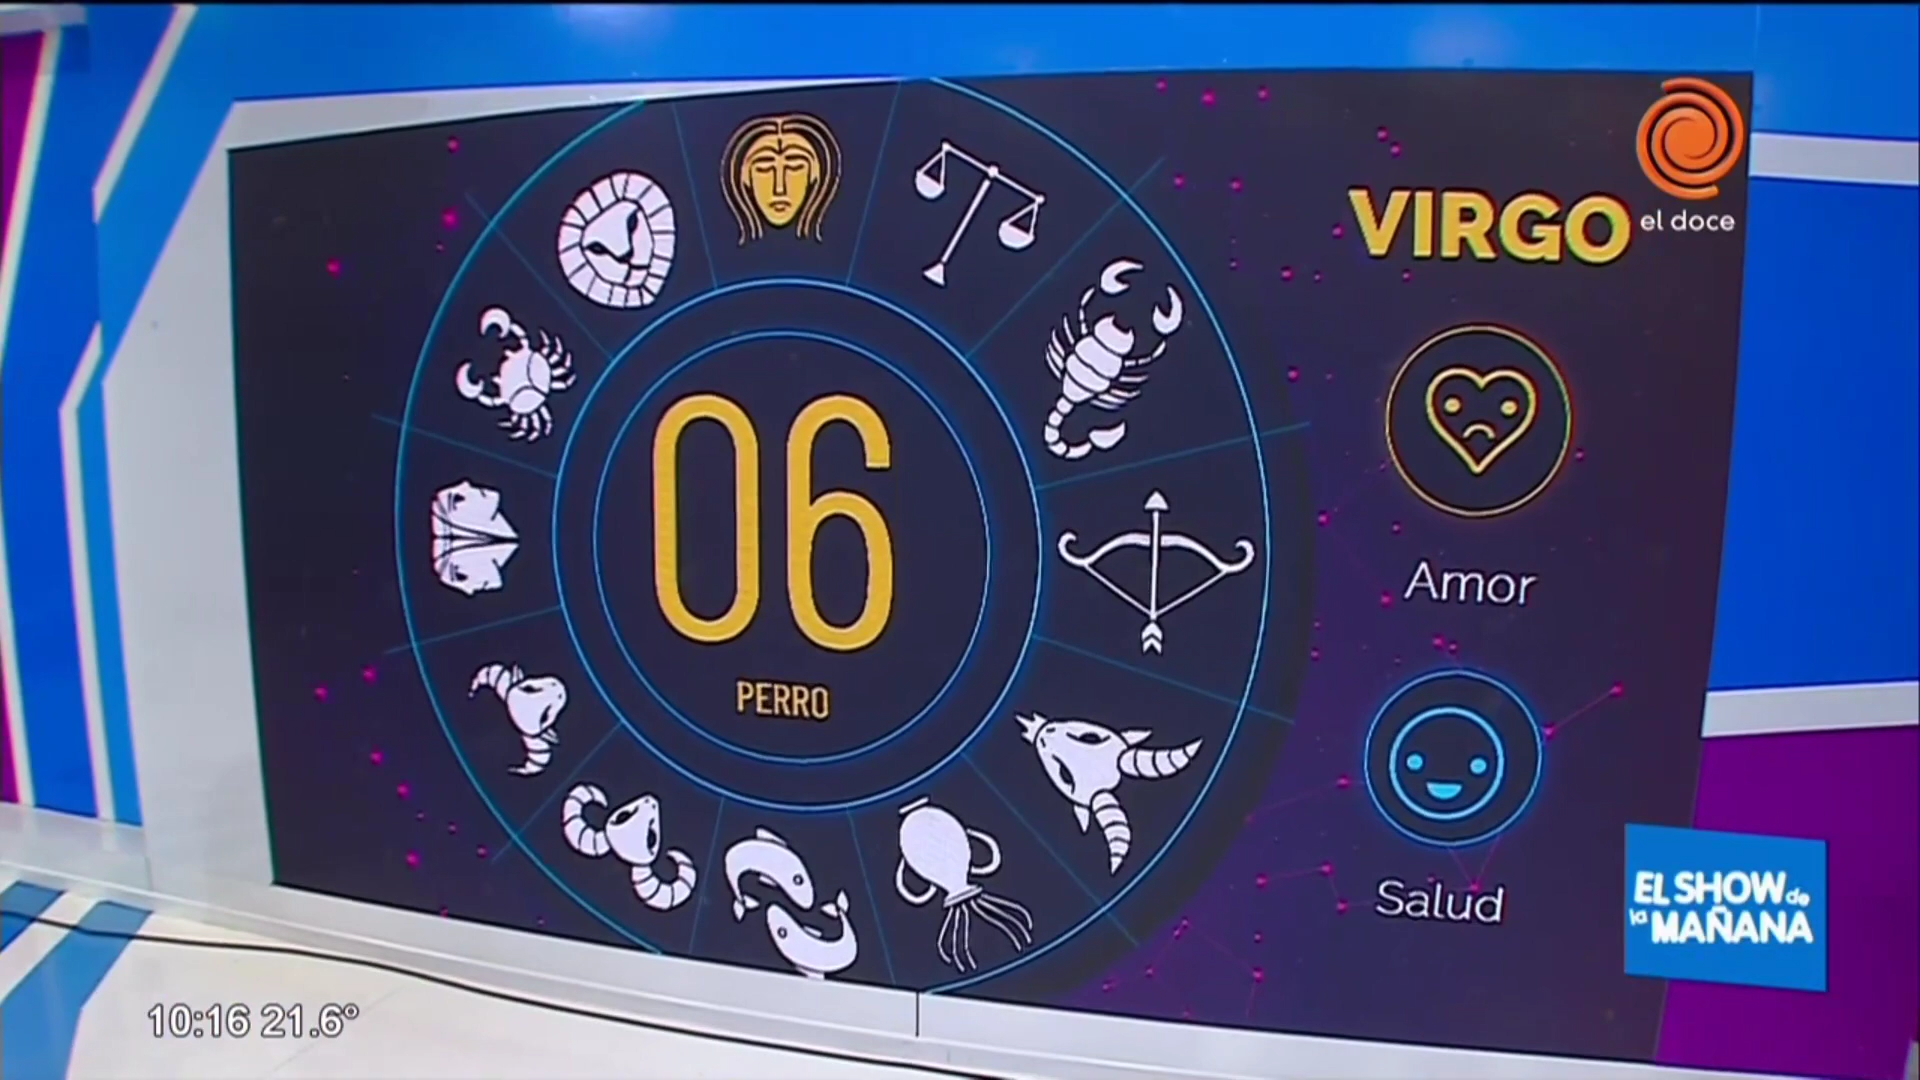 VIRGO
el doce
06
PERRO
Amor
Salud
EL SHOW de
la MAÑANA
10:16 21.6°